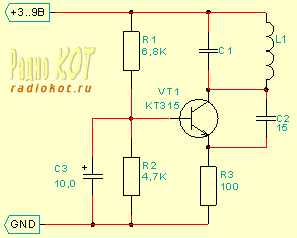 +3..9В
R1
6,8K
C1
L1
Радио КОТ
radiokot.ru
VT1
KT315
C2
15
C3
+
10,0
R2
4,7K
R3
100
GND